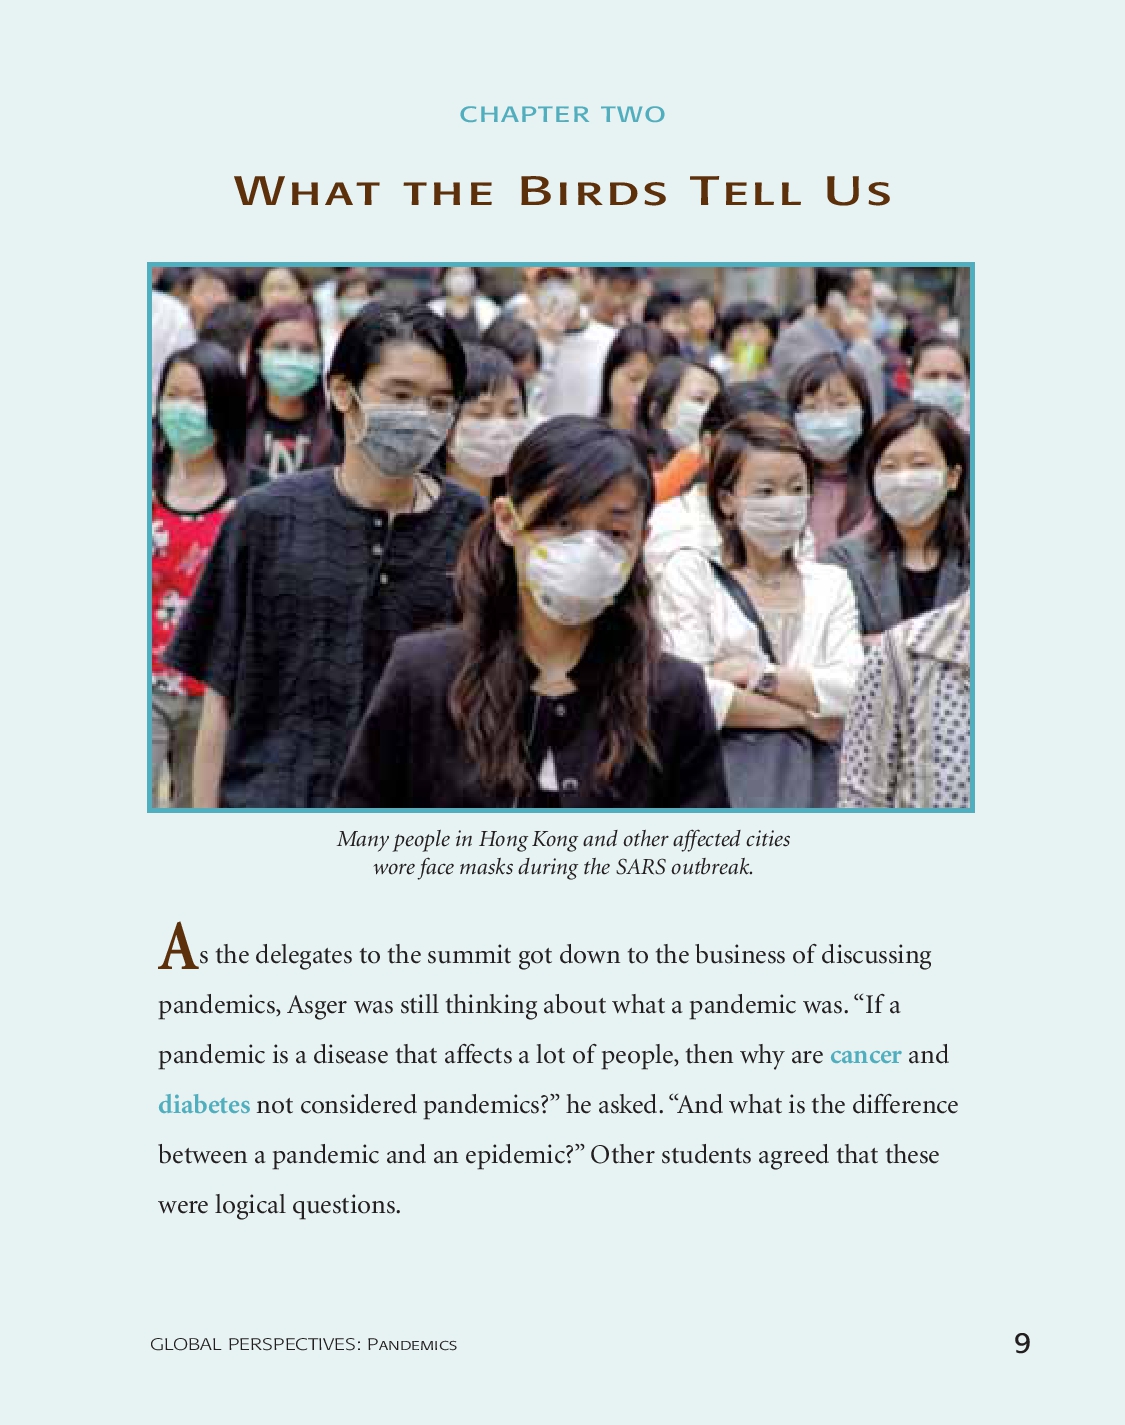 CHAPTER TWO
WHAT THE BIRDS TELL US
Many people in Hong Kong and other affected cities
wore face masks during the SARS outbreak.
As the delegates to the summit got down to the business of discussing
pandemics, Asger was still thinking about what a pandemic was. “If a
pandemic is a disease that affects a lot of people, then why are cancer and
diabetes not considered pandemics?” he asked. “And what is the difference
between a pandemic and an epidemic?” Other students agreed that these
were logical questions.
GLOBAL PERSPECTIVES: PANDEMICS
9